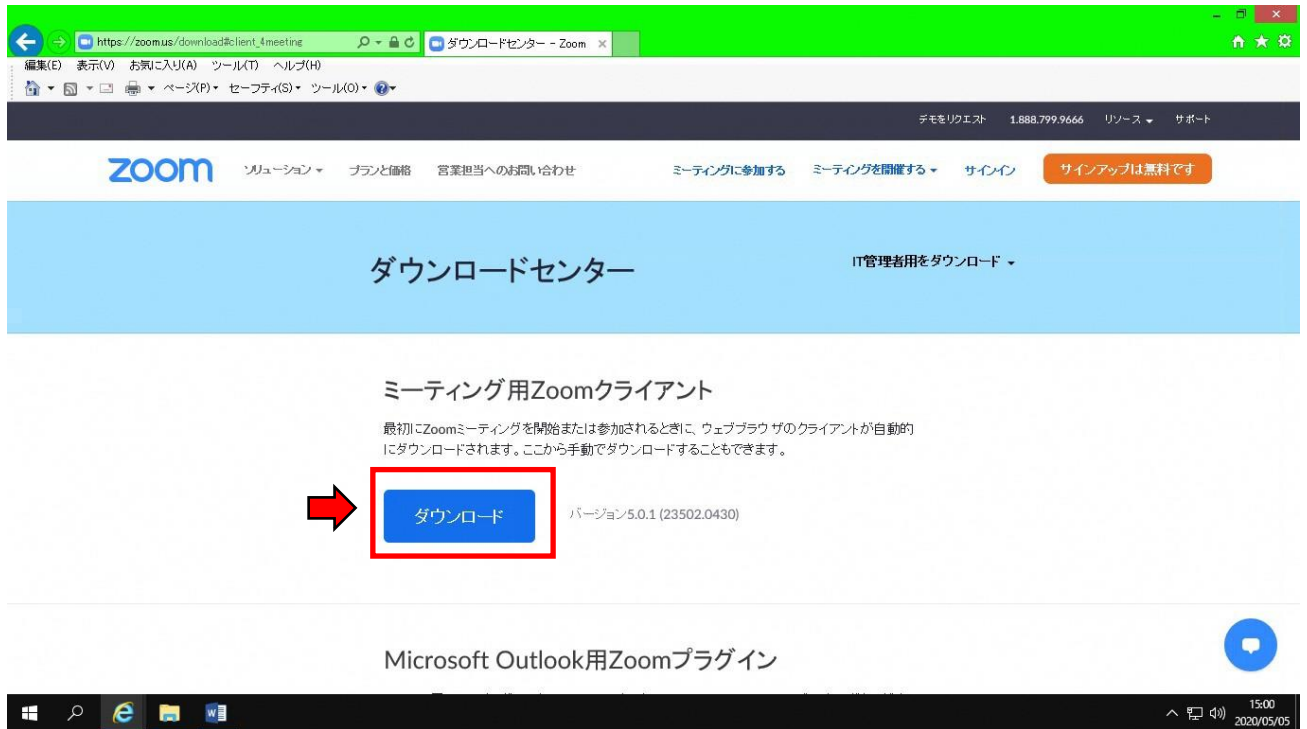 https://zoom.us/download#client_4meeting
ダウンロードセンター - Zoom
編集(E) 表示(V) お気に入り(A) ツール(T) ヘルプ(H)
ページ(P) セーフティ(S) ツール(O)
デモをリクエスト 1.888.799.9666 リソース サポート
zoom ソリューション プランと価格 営業担当へのお問い合わせ ミーティングに参加する ミーティングを開催する サインイン サインアップは無料です
ダウンロードセンター IT管理者用をダウンロード
ミーティング用Zoomクライアント
最初にZoomミーティングを開始または参加されるときに、ウェブブラウザのクライアントが自動的
にダウンロードされます。ここから手動でダウンロードすることもできます。
ダウンロード バージョン5.0.1 (23502.0430)
Microsoft Outlook用Zoomプラグイン
15:00
2020/05/05